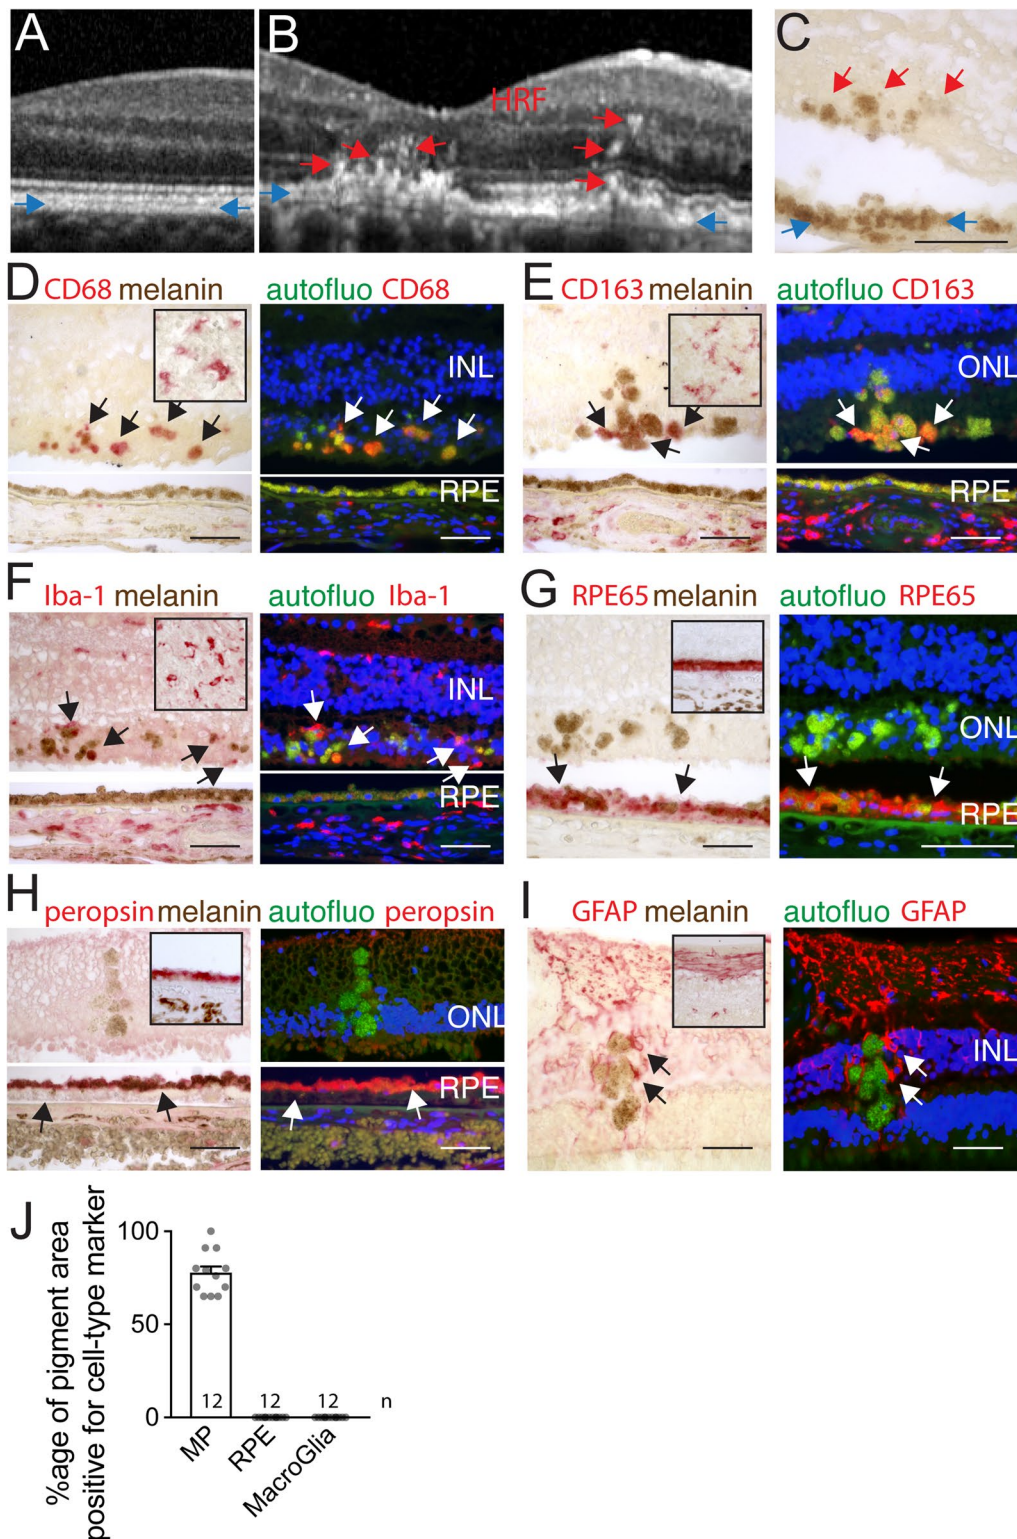 A
B
C
HRF
D
CD68 melanin
autofluo CD68
INL
RPE
E
CD163 melanin
autofluo CD163
ONL
RPE
F
Iba-1 melanin
autofluo Iba-1
INL
RPE
G
RPE65 melanin
autofluo RPE65
ONL
RPE
H
peropsin melanin
autofluo peropsin
ONL
RPE
I
GFAP melanin
autofluo GFAP
INL
J
%age of pigment area
positive for cell-type marker
100
50
0
12
12
12
n
MP
RPE
MacroGlia